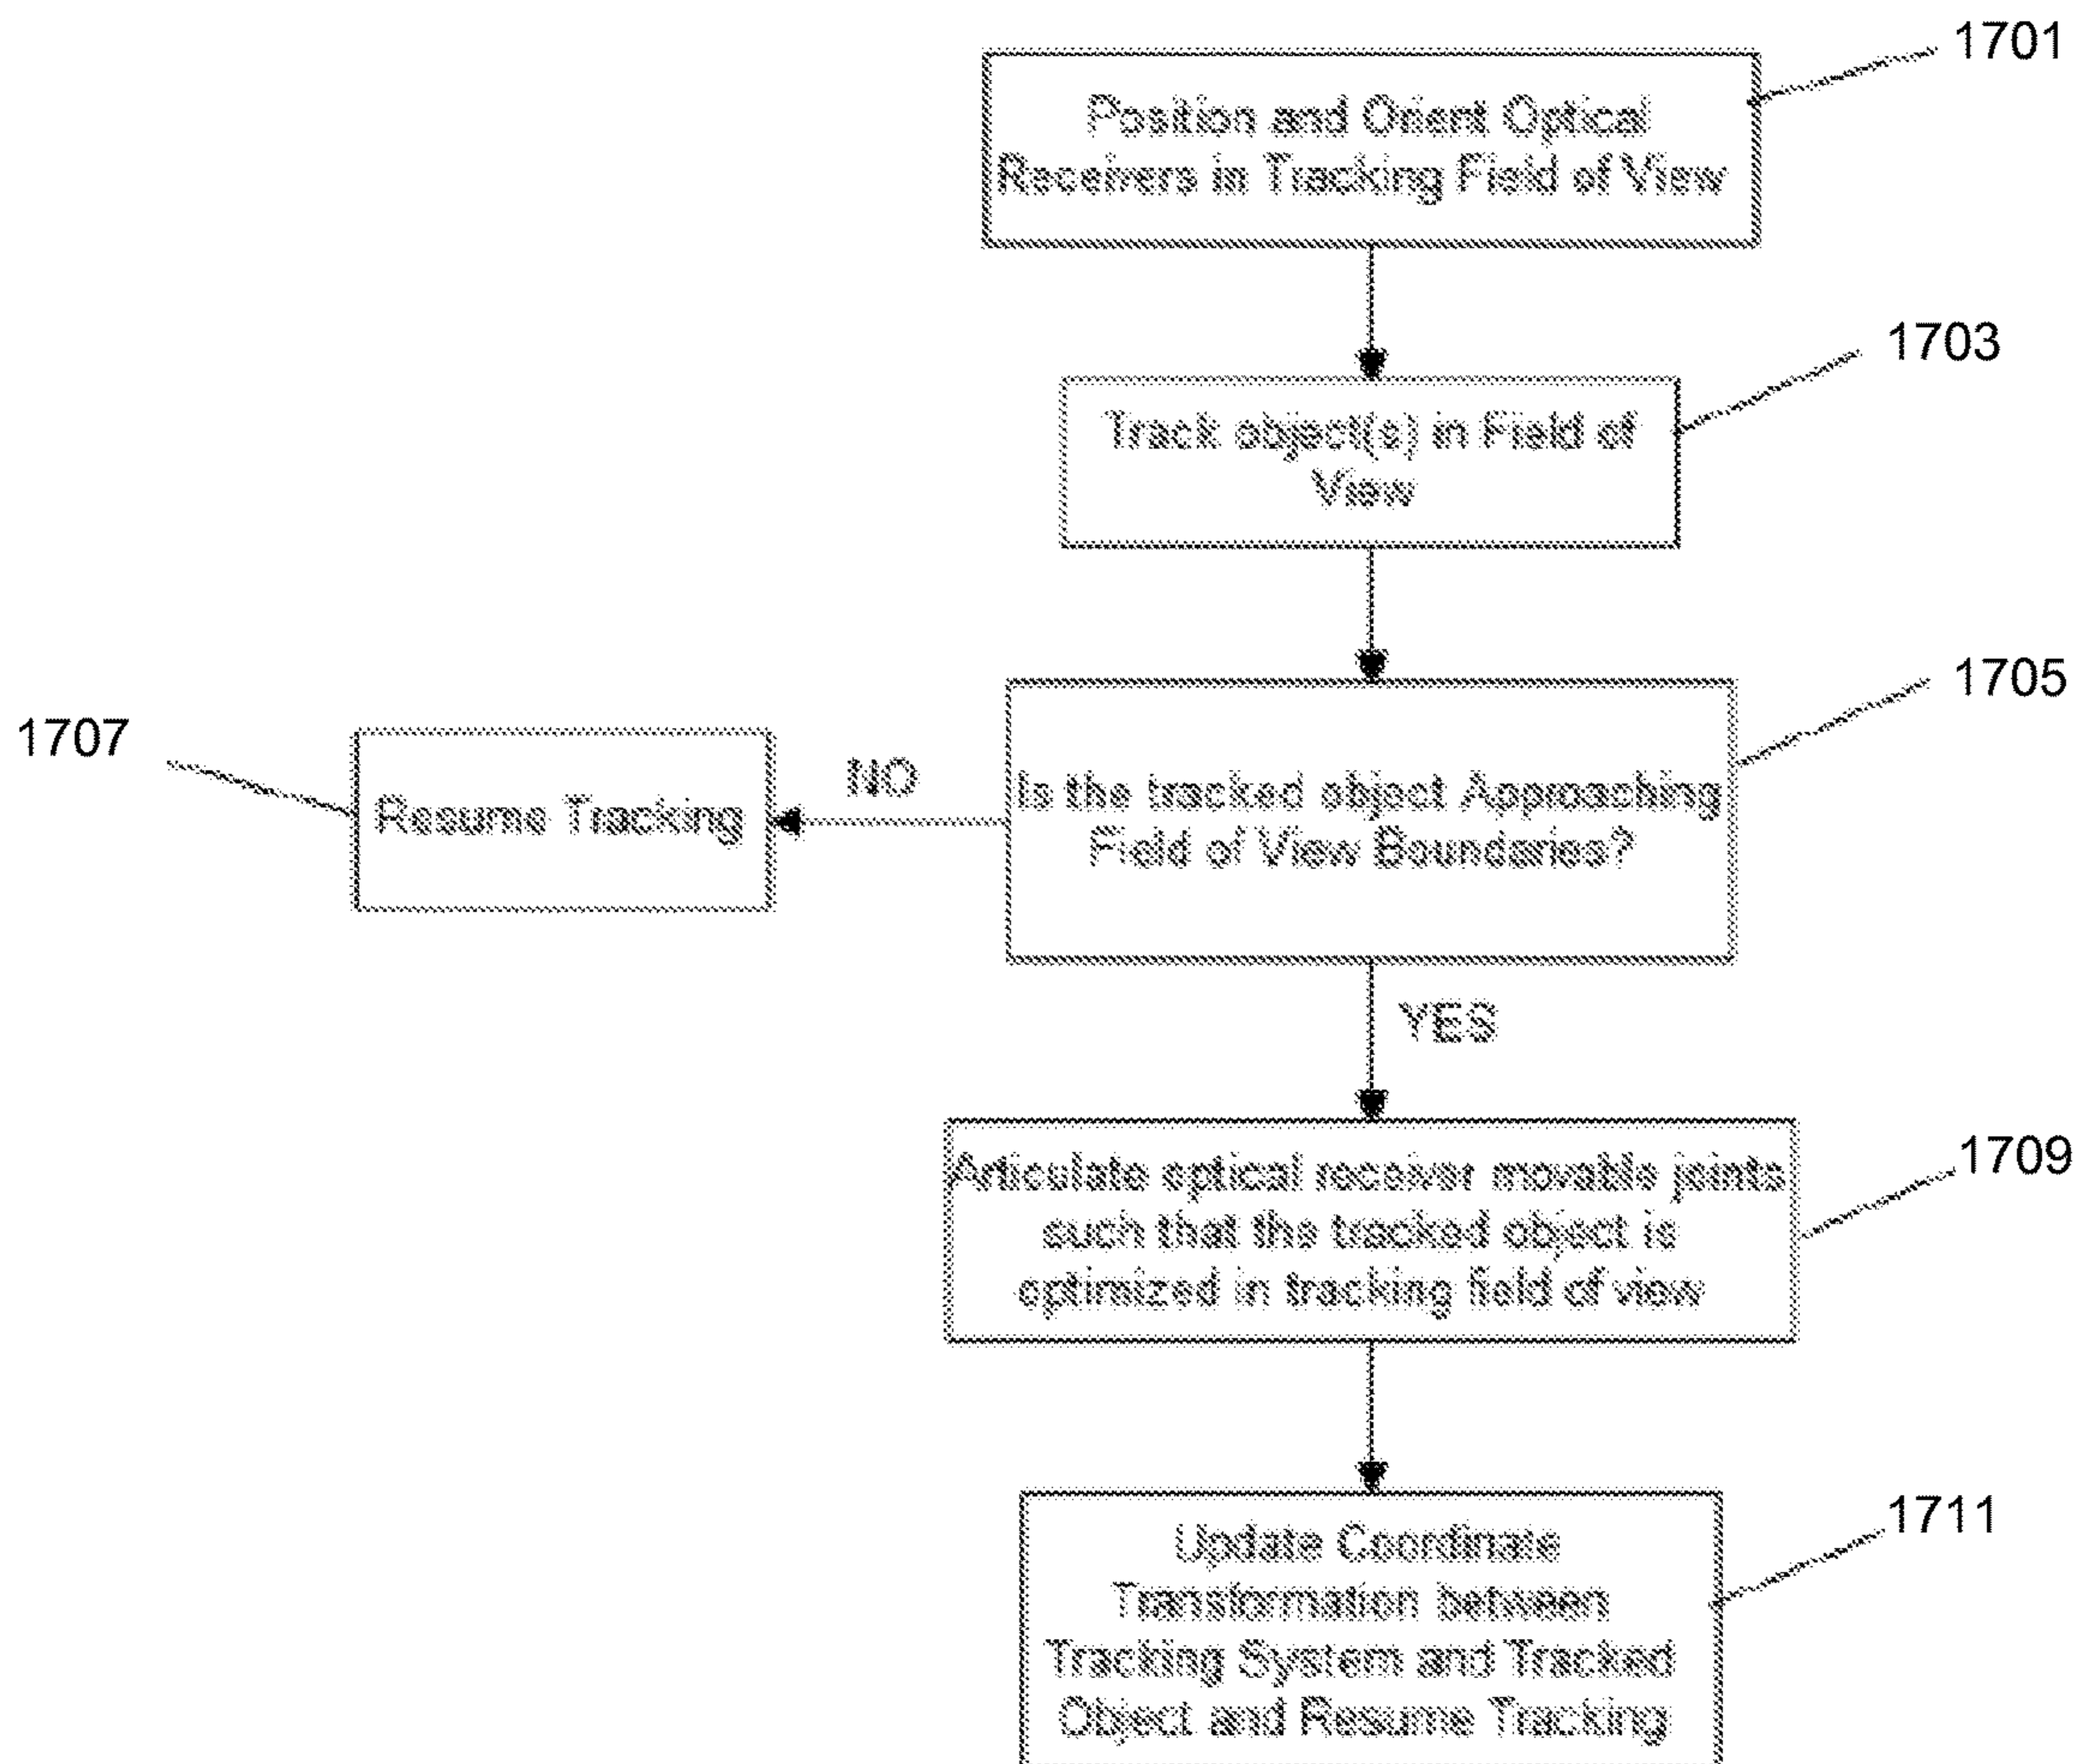 1701
Position and Orient Optical
Receivers in Tracking Field of View
1703
Track object(s) in Field of
View
1705
Is the tracked object Approaching
Field of View Boundaries?
NO
1707
Resume Tracking
YES
1709
Articulate optical receiver movable joints
such that the tracked object is
optimized in tracking field of view
1711
Update Coordinate
Transformation between
Tracking System and Tracked
Object and Resume Tracking